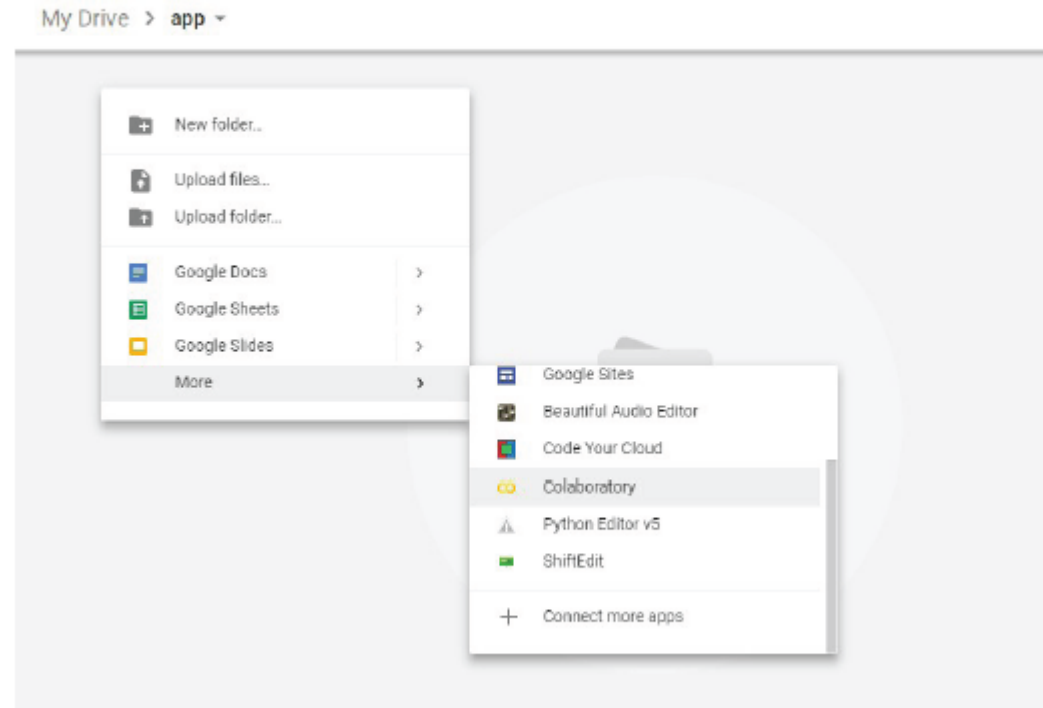 My Drive > app
New folder...
Upload files...
Upload folder...
Google Docs
Google Sheets
Google Slides
More
Google Sites
Beautiful Audio Editor
Code Your Cloud
Colaboratory
Python Editor v5
ShiftEdit
Connect more apps